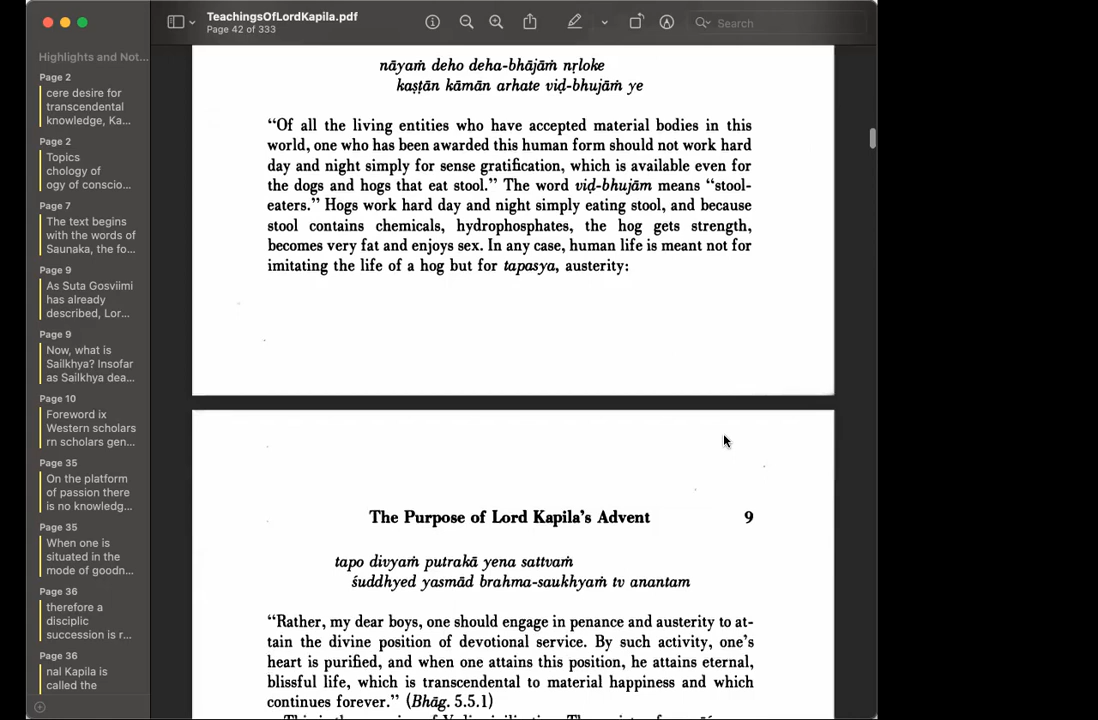 TeachingsOfLordKapila.pdf
Page 42 of 333
Search
Highlights and Not...
Page 2
cere desire for
transcendental
knowledge, Ka...
Page 2
Topics
chology of
ogy of conscio...
Page 7
The text begins
with the words of
Saunaka, the fo...
Page 9
As Suta Gosviimi
has already
described, Lor...
Page 9
Now, what is
Sailkhya? Insofar
as Sailkhya dea...
Page 10
Foreword ix
Western scholars
rn scholars gen...
Page 35
On the platform
of passion there
is no knowledg...
Page 35
When one is
situated in the
mode of goodn...
Page 36
therefore a
disciplic
succession is r...
Page 36
nal Kapila is
called the
nāyaṁ deho deha-bhājāṁ nṛloke
kaṣṭān kāmān arhate viḍ-bhujāṁ ye
“Of all the living entities who have accepted material bodies in this
world, one who has been awarded this human form should not work hard
day and night simply for sense gratification, which is available even for
the dogs and hogs that eat stool.” The word viḍ-bhujām means “stool-
eaters.” Hogs work hard day and night simply eating stool, and because
stool contains chemicals, hydrophosphates, the hog gets strength,
becomes very fat and enjoys sex. In any case, human life is meant not for
imitating the life of a hog but for tapasya, austerity:
The Purpose of Lord Kapila’s Advent 9
tapo divyaṁ putrakā yena sattvaṁ
śuddhyed yasmād brahma-saukhyaṁ tv anantam
“Rather, my dear boys, one should engage in penance and austerity to at-
tain the divine position of devotional service. By such activity, one’s
heart is purified, and when one attains this position, he attains eternal,
blissful life, which is transcendental to material happiness and which
continues forever.” (Bhāg. 5.5.1)